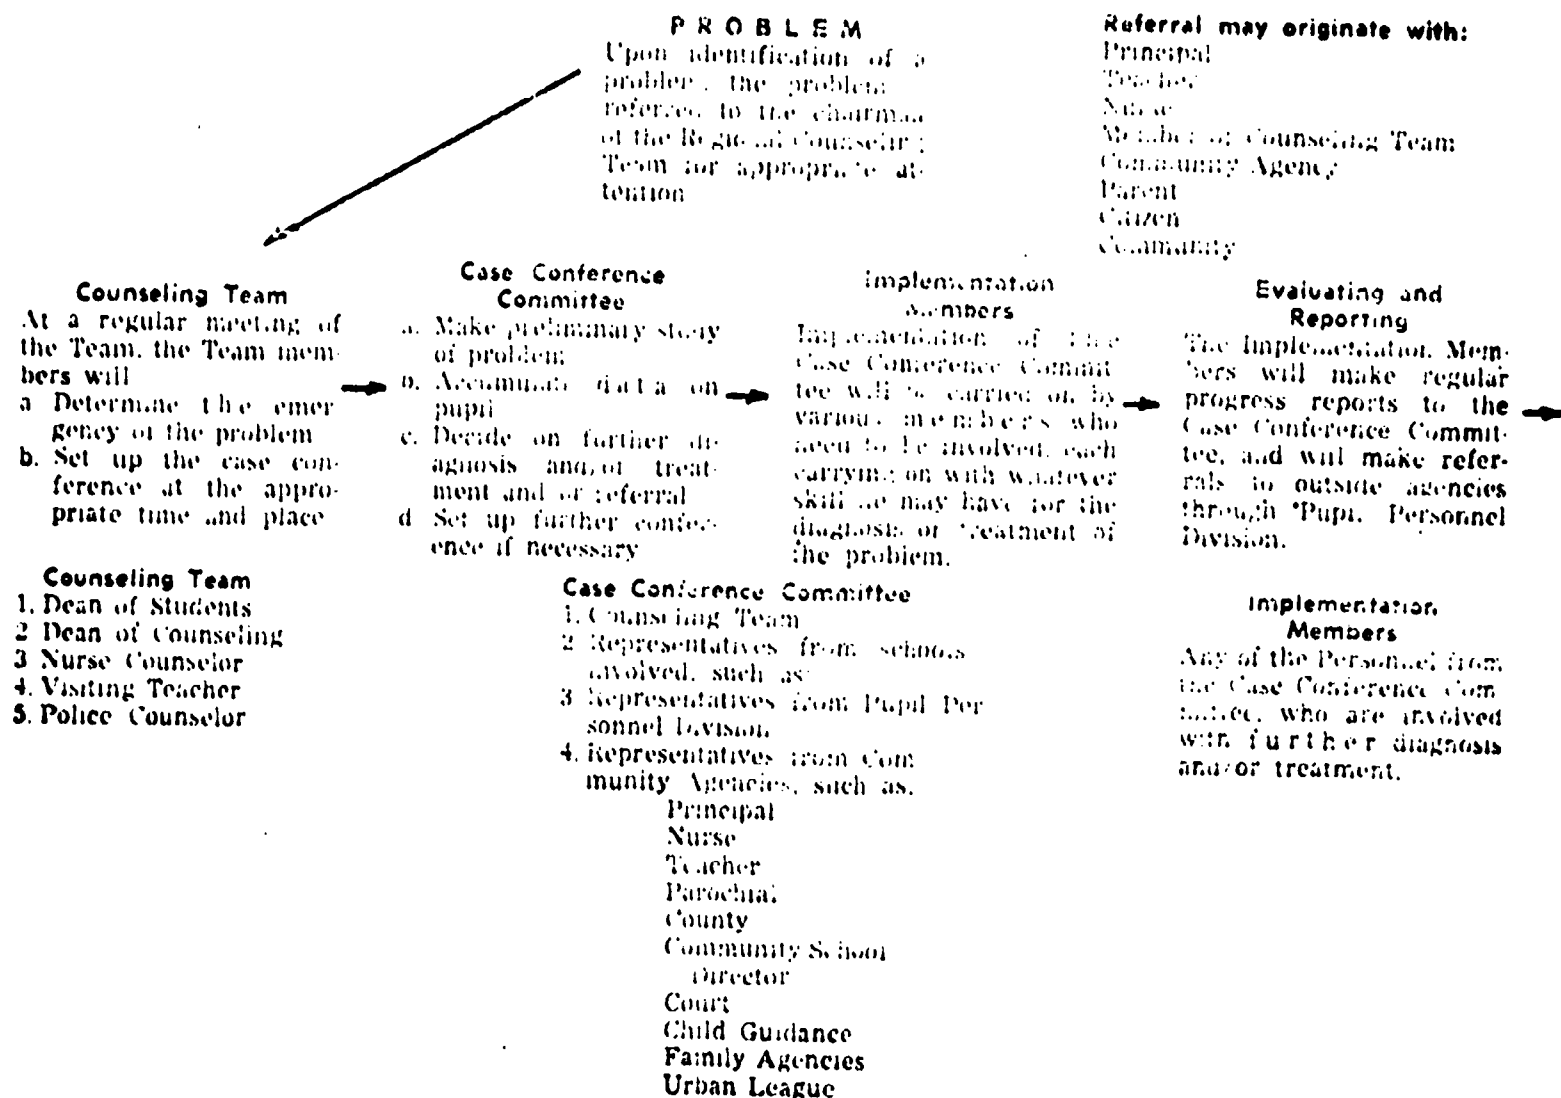 PROBLEM
Upon identification of a
problem, the problem
referred to the chairman
of the Regional Counseling
Team for appropriate at-
tention
Referral may originate with:
Principal
Teacher
Nurse
Member of Counseling Team
Community Agency
Parent
Citizen
Community
Counseling Team
At a regular meeting of
the Team, the Team mem-
bers will
a Determine the emer
gency of the problem
b. Set up the case con-
ference at the appro-
priate time and place
Case Conference
Committee
a. Make preliminary study
of problem
b. Accumulate data on
pupil
c. Decide on further di-
agnosis and/or treat-
ment and or referral
d Set up further confer-
ence if necessary
Implementation
Members
Implementation of the
Case Conference Commit
tee will be carried on by
various members who
need to be involved, each
carrying on with whatever
skill he may have for the
diagnosis or treatment of
the problem.
Evaluating and
Reporting
The Implementation Mem-
bers will make regular
progress reports to the
Case Conference Commit-
tee, and will make refer-
rals to outside agencies
through Pupil Personnel
Division.
Counseling Team
1. Dean of Students
2 Dean of Counseling
3 Nurse Counselor
4. Visiting Teacher
5. Police Counselor
Case Conference Committee
1. Counseling Team
2 Representatives from schools
involved, such as
3 Representatives from Pupil Per
sonnel Division
4. Representatives from Com
munity Agencies, such as.
Principal
Nurse
Teacher
Parochial
County
Community School
Director
Court
Child Guidance
Family Agencies
Urban League
Implementation
Members
Any of the Personnel from
the Case Conference Com
mittee, who are involved
with further diagnosis
and/or treatment.